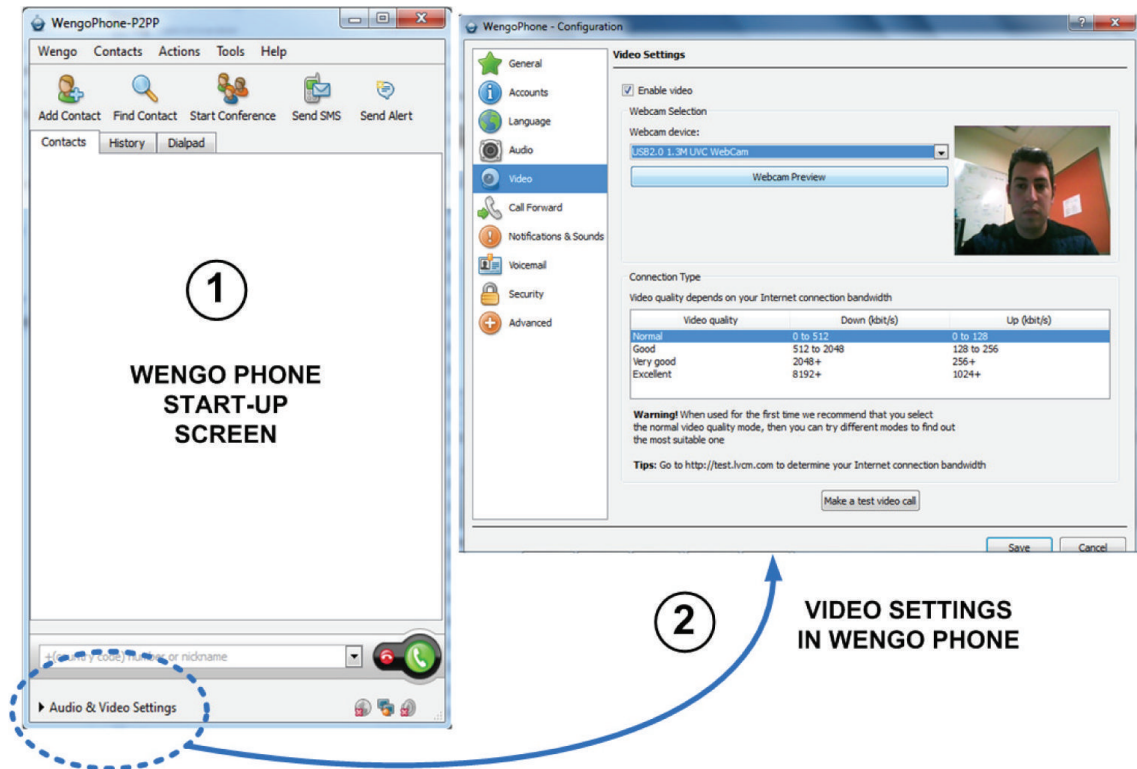 WengoPhone-P2PP
Wengo Contacts Actions Tools Help
Add Contact Find Contact Start Conference Send SMS Send Alert
Contacts History Dialpad
1
WENGO PHONE
START-UP
SCREEN
+(country code) number or nickname
Audio & Video Settings
WengoPhone - Configuration
General
Accounts
Language
Audio
Video
Call Forward
Notifications & Sounds
Voicemail
Security
Advanced
Video Settings
Enable video
Webcam Selection
Webcam device:
USB2.0 1.3M UVC WebCam
Webcam Preview
Connection Type
Video quality depends on your Internet connection bandwidth
Video quality Down (kbit/s) Up (kbit/s)
Normal 0 to 512 0 to 128
Good 512 to 2048 128 to 256
Very good 2048+ 256+
Excellent 8192+ 1024+
Warning! When used for the first time we recommend that you select
the normal video quality mode, then you can try different modes to find out
the most suitable one
Tips: Go to http://test.lvcm.com to determine your Internet connection bandwidth
Make a test video call
Save Cancel
2
VIDEO SETTINGS
IN WENGO PHONE